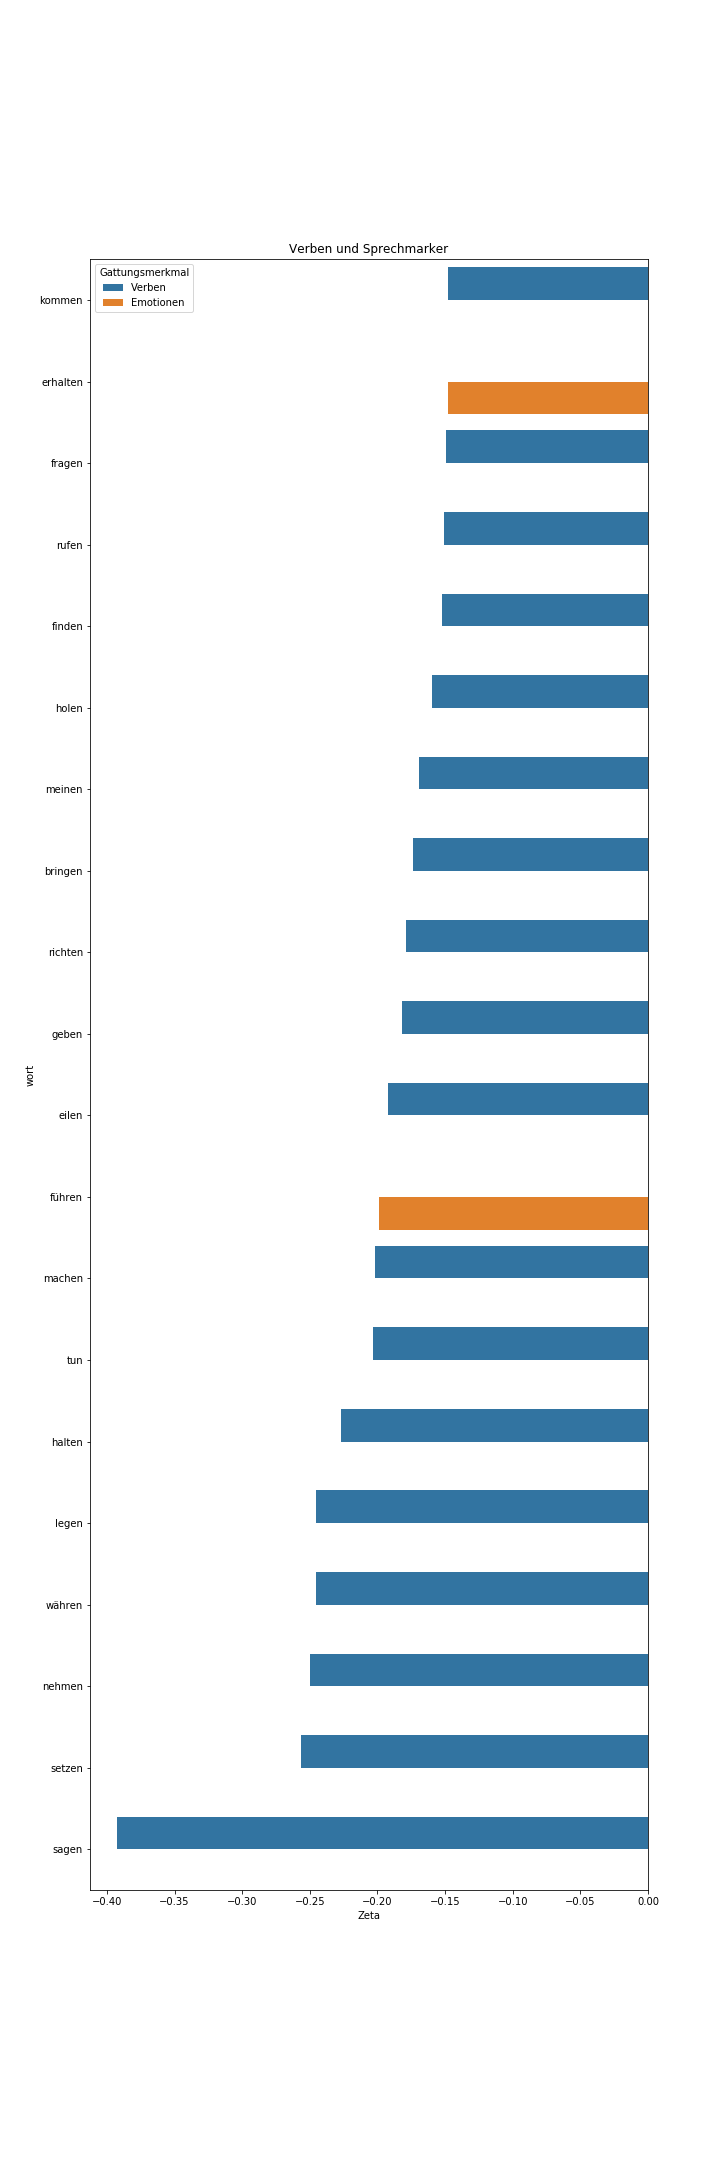 Verben und Sprechmarker
Gattungsmerkmal
Verben
Emotionen
kommen
erhalten
fragen
rufen
finden
holen
meinen
bringen
richten
geben
wort
eilen
führen
machen
tun
halten
legen
währen
nehmen
setzen
sagen
−0.40 −0.35 −0.30 −0.25 −0.20 −0.15 −0.10 −0.05 0.00
Zeta